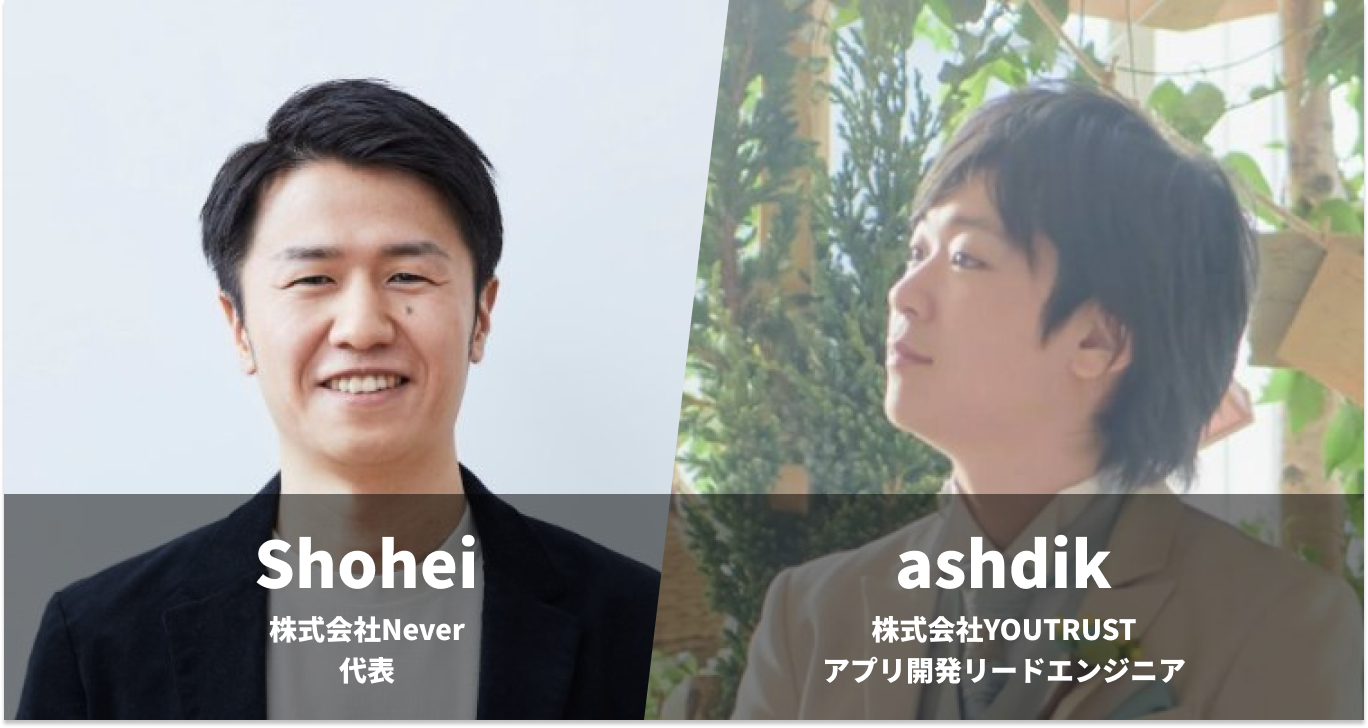 Shohei
株式会社Never
代表
ashdik
株式会社YOUTRUST
アプリ開発リードエンジニア